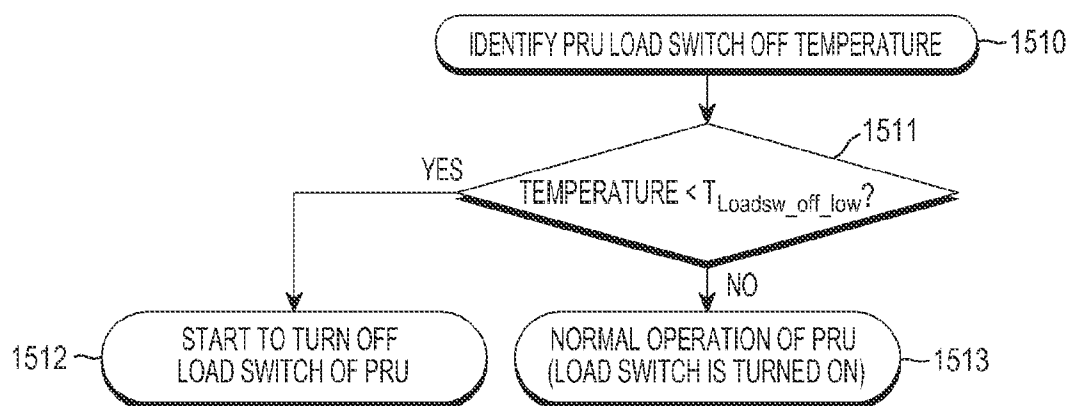 IDENTIFY PRU LOAD SWITCH OFF TEMPERATURE
1510
1511
YES
TEMPERATURE < T_Loadsw_off_low?
NO
1512
START TO TURN OFF
LOAD SWITCH OF PRU
NORMAL OPERATION OF PRU
(LOAD SWITCH IS TURNED ON)
1513